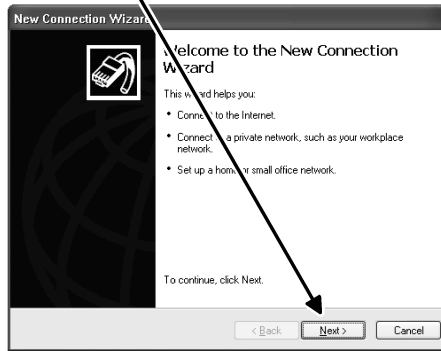 New Connection Wizard
Welcome to the New Connection
Wizard
This wizard helps you:
• Connect to the Internet.
• Connect to a private network, such as your workplace
network.
• Set up a home or small office network.
To continue, click Next.
< Back Next > Cancel